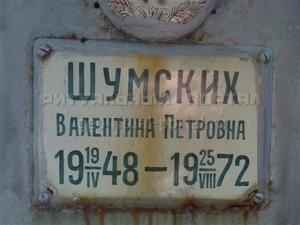 ШУМСКИХ
ВАЛЕНТИНА ПЕТРОВНА
19 19/IV 48 – 19 25/VIII 72